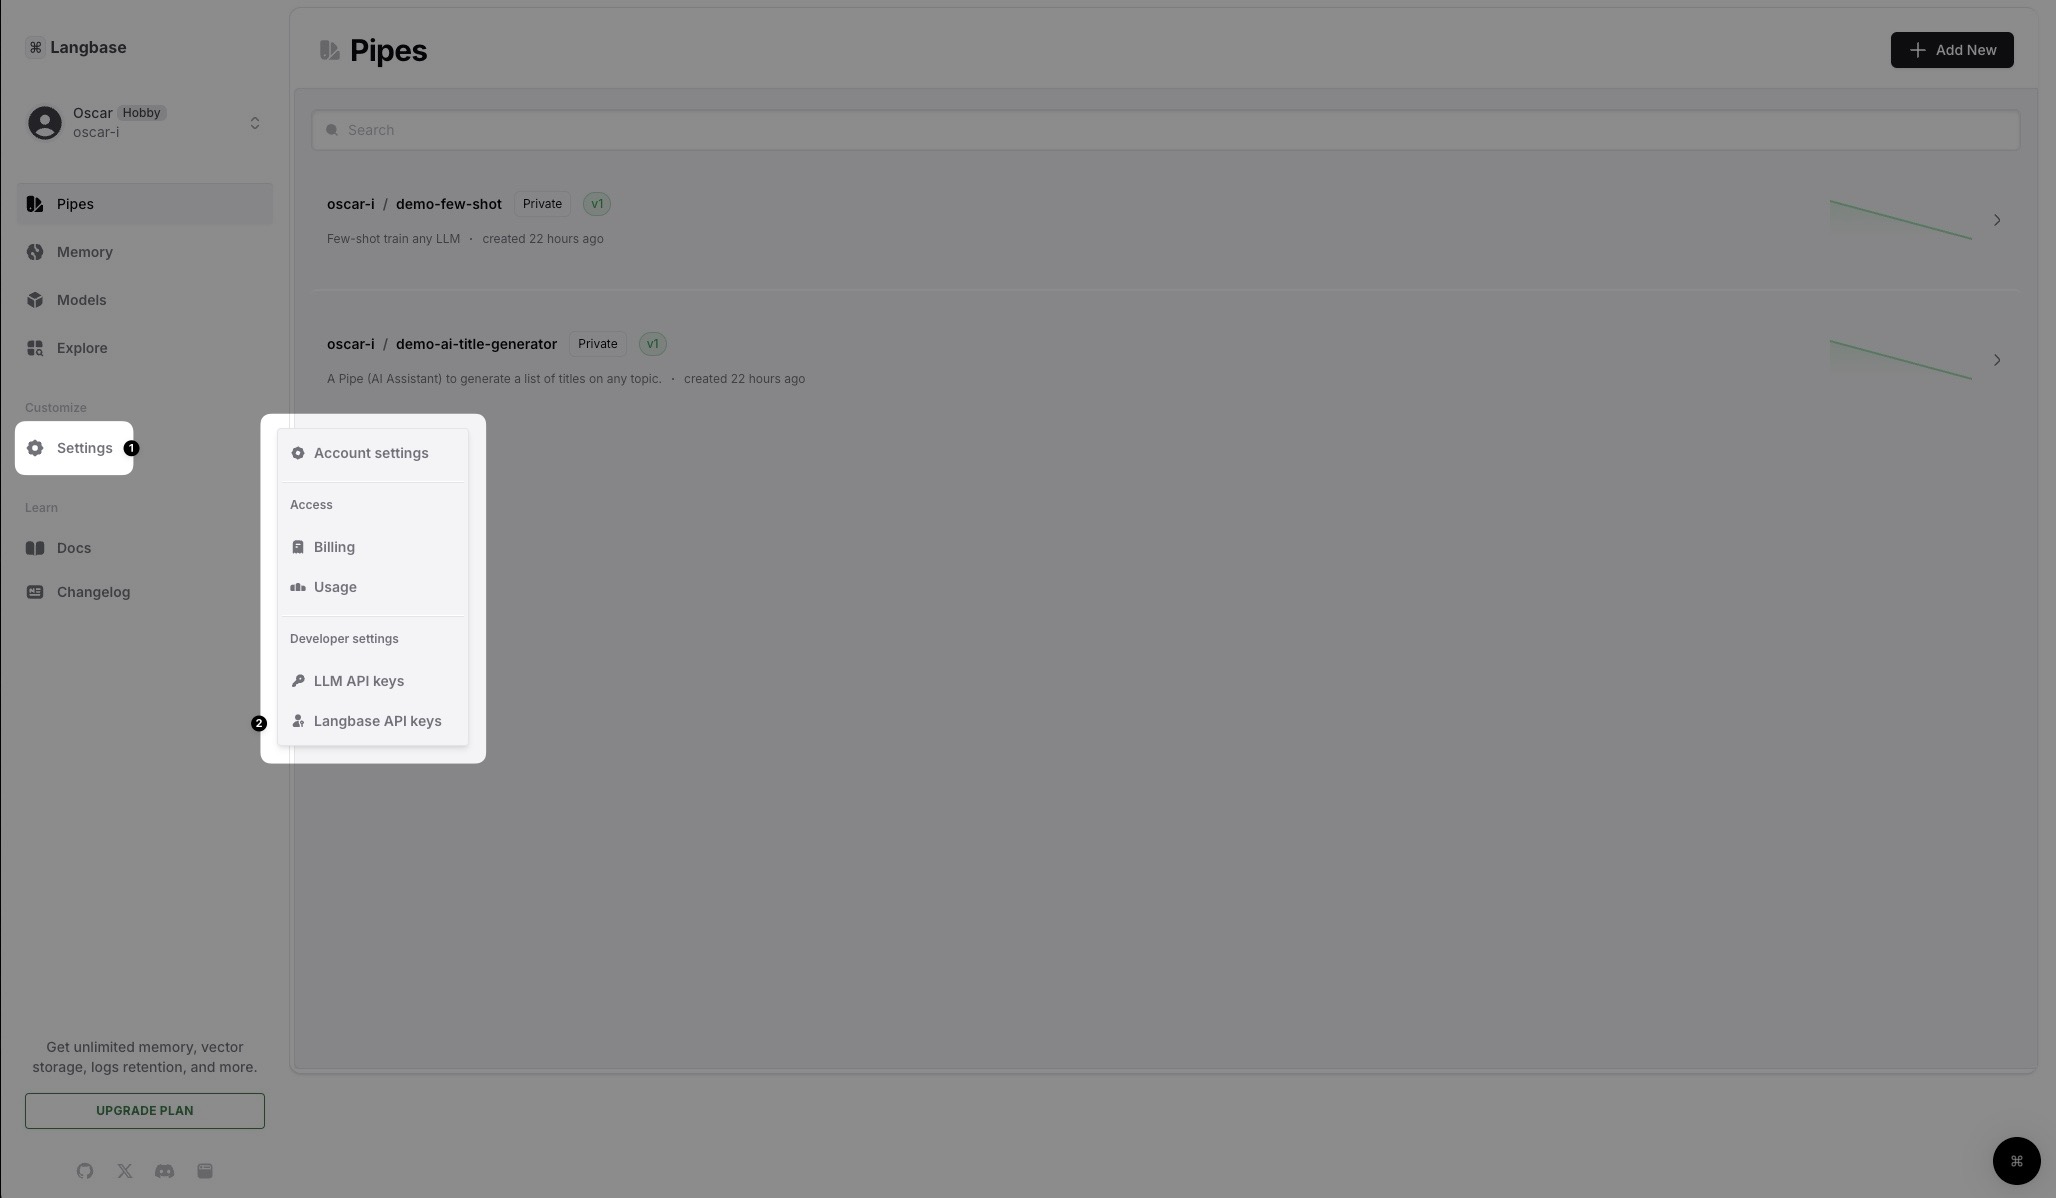 ⌘ Langbase
Oscar Hobby
oscar-i
Pipes
Memory
Models
Explore
Customize
Settings 1
Learn
Docs
Changelog
Get unlimited memory, vector
storage, logs retention, and more.
UPGRADE PLAN
Pipes
Add New
Search
oscar-i / demo-few-shot Private v1
Few-shot train any LLM · created 22 hours ago
oscar-i / demo-ai-title-generator Private v1
A Pipe (AI Assistant) to generate a list of titles on any topic. · created 22 hours ago
Account settings
Access
Billing
Usage
Developer settings
LLM API keys
2 Langbase API keys
⌘